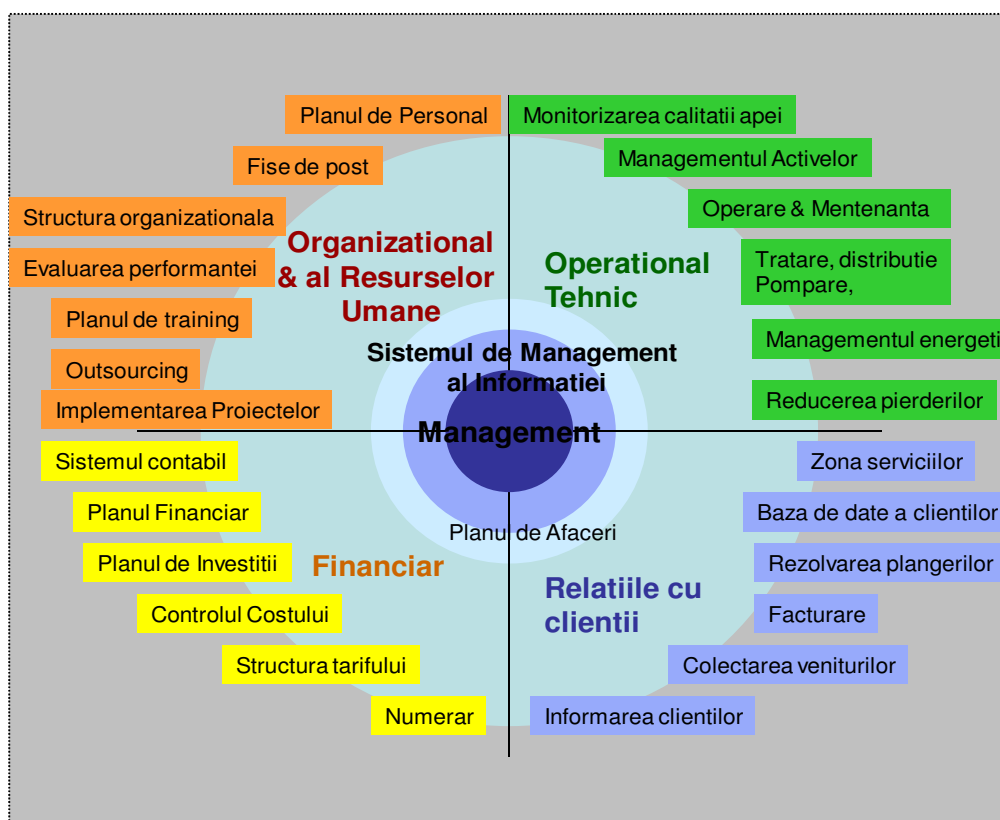 Planul de Personal
Fise de post
Structura organizationala
Evaluarea performantei
Planul de training
Outsourcing
Implementarea Proiectelor
Organizational
& al Resurselor
Umane
Monitorizarea calitatii apei
Managementul Activelor
Operare & Mentenanta
Tratare, distributie
Pompare,
Managementul energeti
Reducerea pierderilor
Operational
Tehnic
Sistemul de Management
al Informatiei
Management
Planul de Afaceri
Sistemul contabil
Planul Financiar
Planul de Investitii
Controlul Costului
Structura tarifului
Numerar
Financiar
Relatiile cu
clientii
Zona serviciilor
Baza de date a clientilor
Rezolvarea plangerilor
Facturare
Colectarea veniturilor
Informarea clientilor